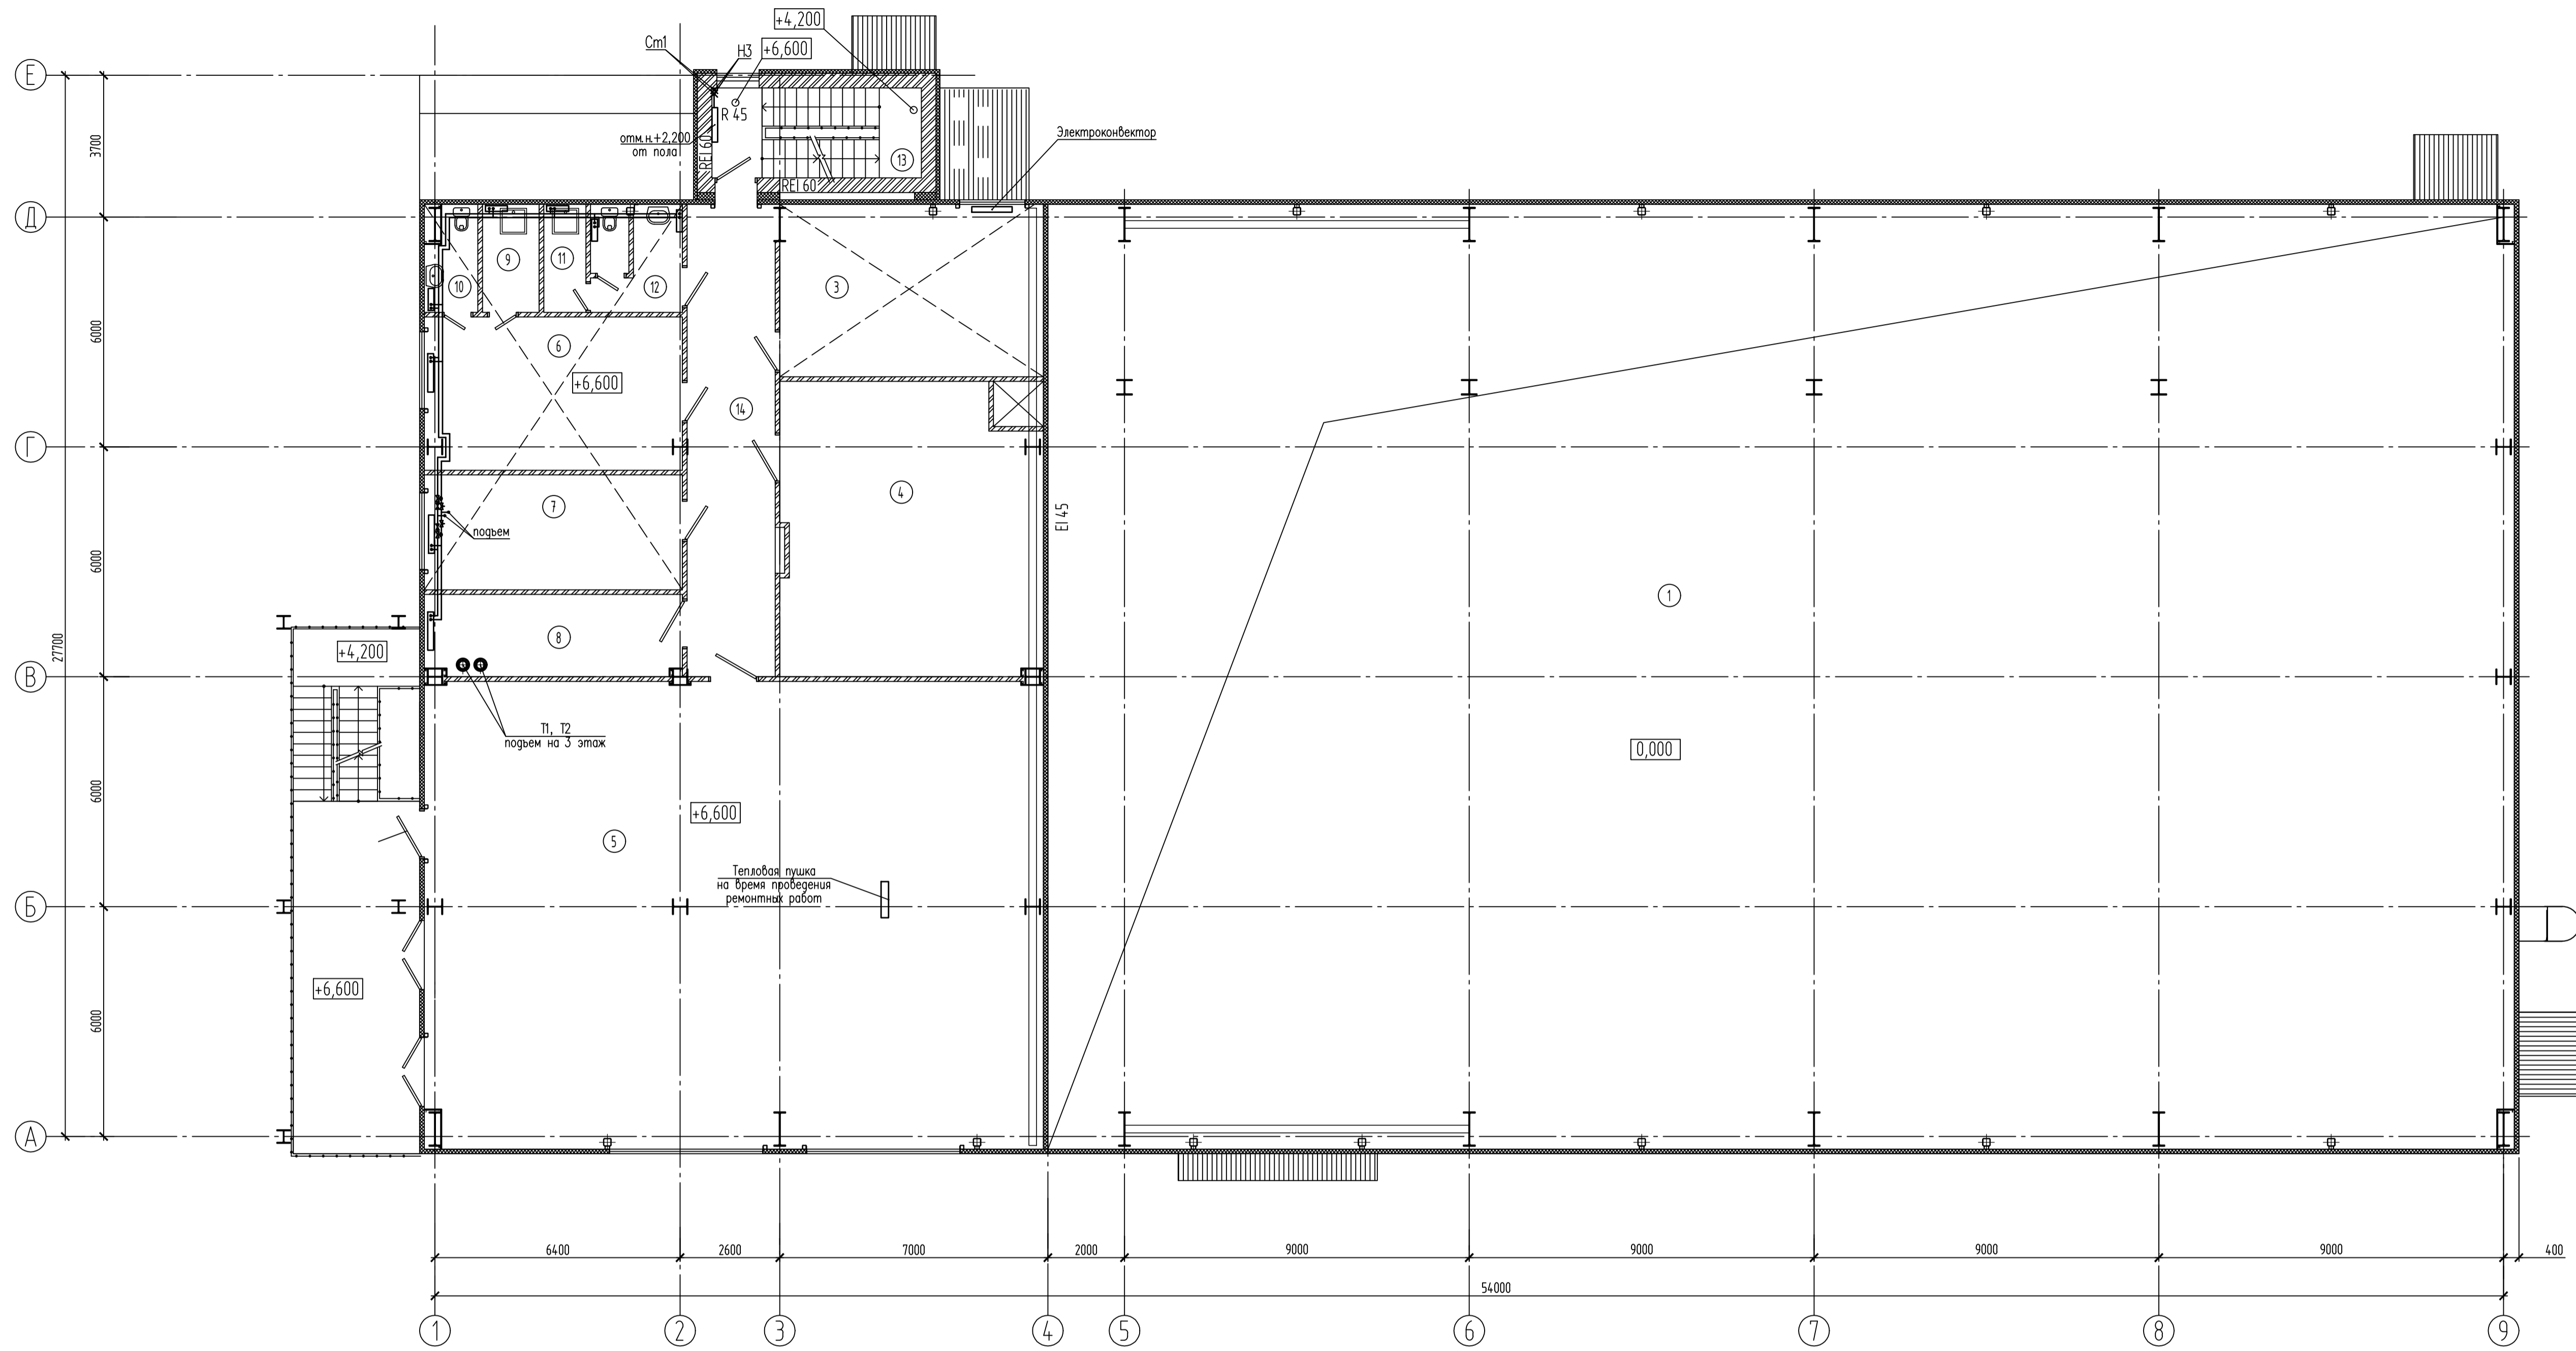 +4,200
Ст1
Н3
+6,600
Е
R 45
Электроконвектор
отм.н.+2,200
от пола
REI 60
13
REI 60
3700
Д
10
9
11
12
3
6000
6
+6,600
14
Г
4
7
EI 45
подъем
6000
1
8
+4,200
27700
В
Т1, Т2
подъем на 3 этаж
0,000
6000
+6,600
5
Тепловая пушка
на время проведения
ремонтных работ
Б
+6,600
6000
А
6400
2600
7000
2000
9000
9000
9000
9000
400
54000
1
2
3
4
5
6
7
8
9